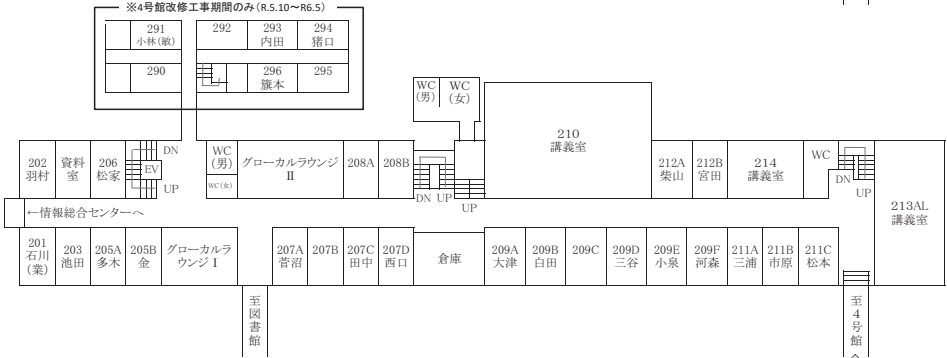 ※4号館改修工事期間のみ(R.5.10～R6.5)
291
小林(敏)
292
293
内田
294
猪口
290
296
籏本
295
WC
(男)
WC
(女)
210
講義室
202
羽村
資料
室
206
松家
DN
EV
UP
WC
(男)
WC(女)
グローカルラウンジ
Ⅱ
208A
208B
DN
UP
UP
212A
柴山
212B
宮田
214
講義室
WC
DN
UP
213AL
講義室
←情報総合センターへ
201
石川
(業)
203
池田
205A
多木
205B
金
グローカルラ
ウンジⅠ
207A
菅沼
207B
207C
田中
207D
西口
倉庫
209A
大津
209B
白田
209C
209D
三谷
209E
小泉
209F
河森
211A
三浦
211B
市原
211C
松本
至図書館
至4号館